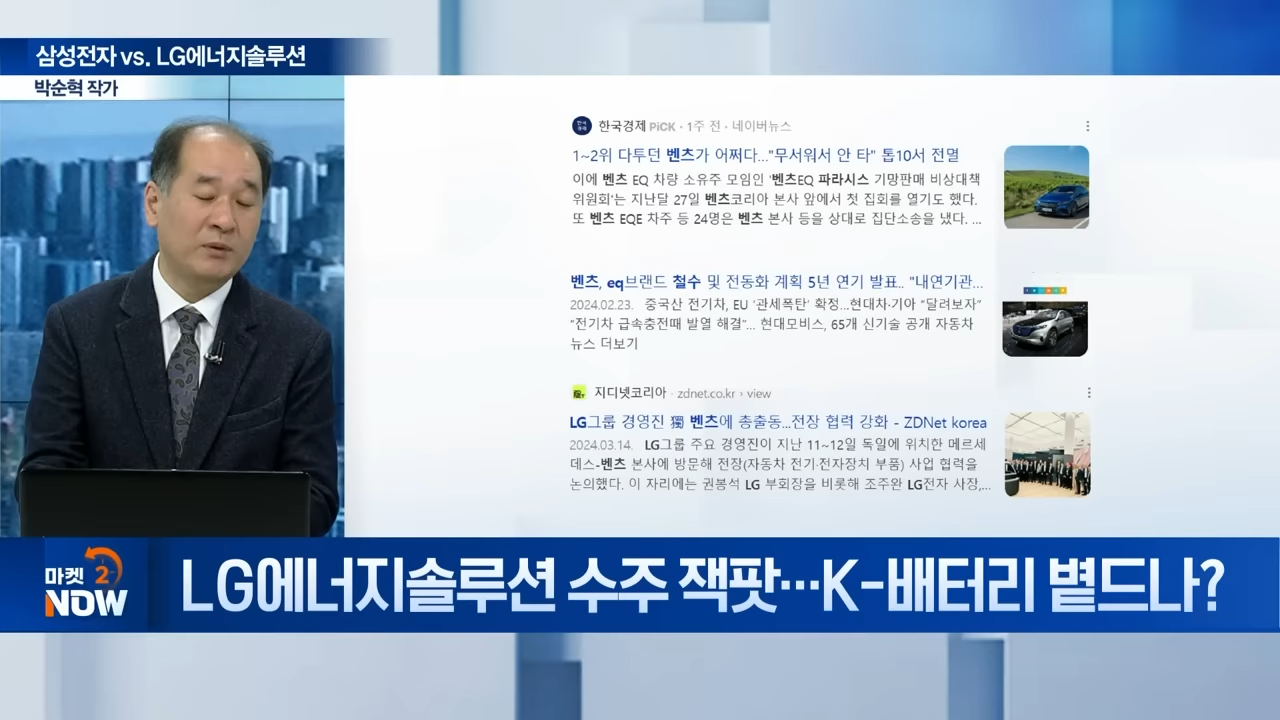 삼성전자 vs. LG에너지솔루션
박순혁 작가
한국경제 PiCK · 1주 전 · 네이버뉴스
1~2위 다투던 벤츠가 어쩌다..."무서워서 안 타" 톱10서 전멸
이에 벤츠 EQ 차량 소유주 모임인 '벤츠EQ 파라시스 기망판매 비상대책
위원회'는 지난달 27일 벤츠코리아 본사 앞에서 첫 집회를 열기도 했다.
또 벤츠 EQE 차주 등 24명은 벤츠 본사 등을 상대로 집단소송을 냈다. ...
벤츠, eq브랜드 철수 및 전동화 계획 5년 연기 발표.. "내연기관...
2024.02.23. 중국산 전기차, EU '관세폭탄' 확정...현대차·기아 “달려보자”
“전기차 급속충전때 발열 해결”... 현대모비스, 65개 신기술 공개 자동차
뉴스 더보기
지디넷코리아 · zdnet.co.kr › view
LG그룹 경영진 獨 벤츠에 총출동...전장 협력 강화 - ZDNet korea
2024.03.14. LG그룹 주요 경영진이 지난 11~12일 독일에 위치한 메르세
데스-벤츠 본사에 방문해 전장(자동차 전기·전자장치 부품) 사업 협력을
논의했다. 이 자리에는 권봉석 LG 부회장을 비롯해 조주완 LG전자 사장,...
마켓 2
NOW
LG에너지솔루션 수주 잭팟…K-배터리 볕드나?